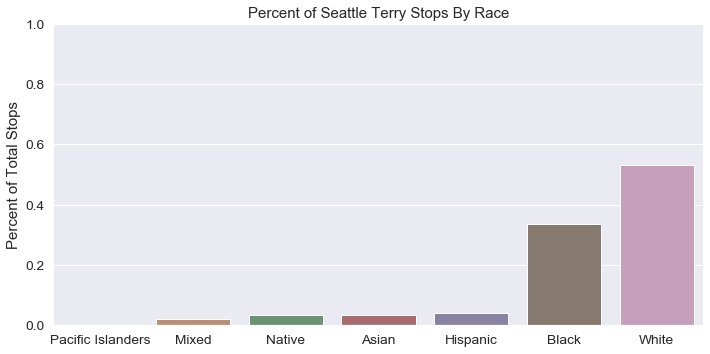 Percent of Seattle Terry Stops By Race
Percent of Total Stops
1.0
0.8
0.6
0.4
0.2
0.0
Pacific Islanders Mixed Native Asian Hispanic Black White